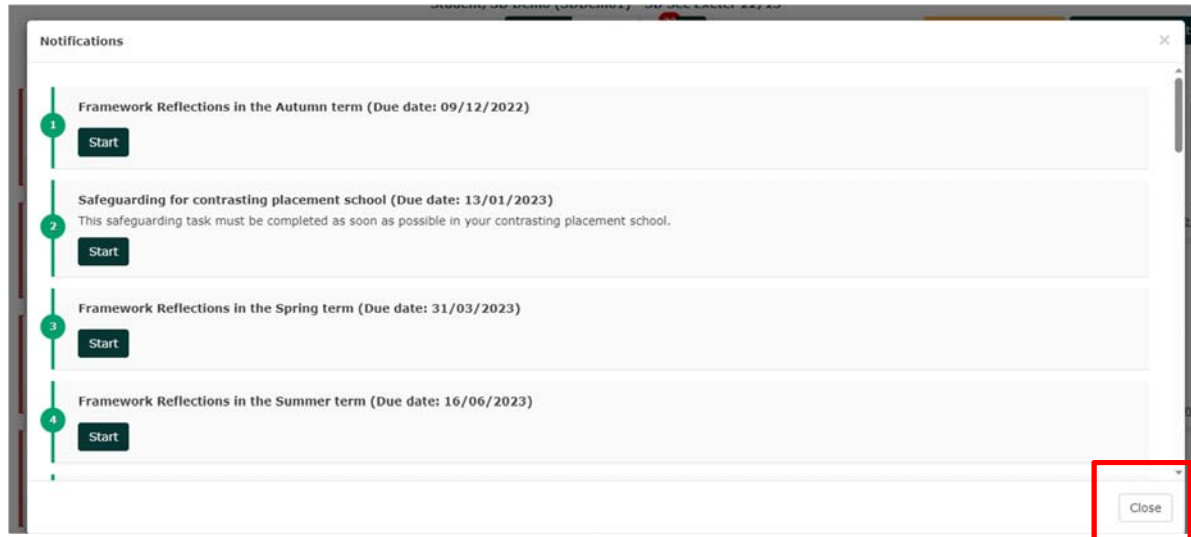 Notifications
×
Framework Reflections in the Autumn term (Due date: 09/12/2022)
1
Start
Safeguarding for contrasting placement school (Due date: 13/01/2023)
This safeguarding task must be completed as soon as possible in your contrasting placement school.
2
Start
Framework Reflections in the Spring term (Due date: 31/03/2023)
3
Start
Framework Reflections in the Summer term (Due date: 16/06/2023)
4
Start
Close